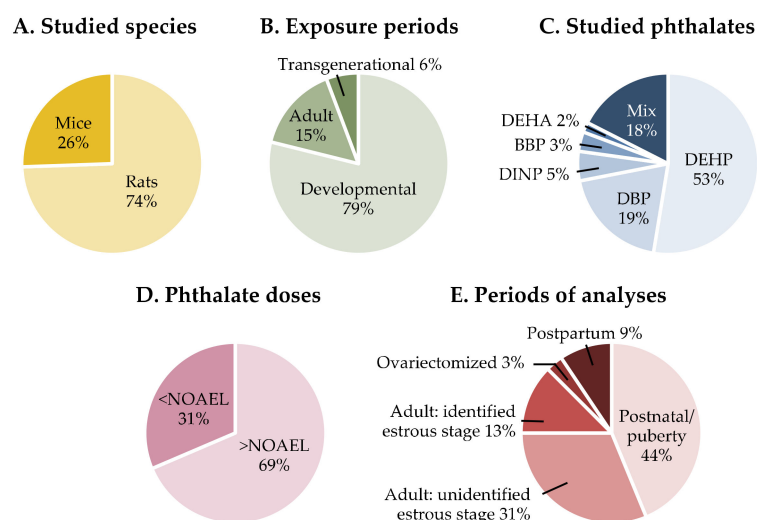 A. Studied species
B. Exposure periods
C. Studied phthalates
Mice
26%
Rats
74%
Transgenerational 6%
Adult
15%
Developmental
79%
Mix
18%
DEHA 2%
BBP 3%
DINP 5%
DBP
19%
DEHP
53%
D. Phthalate doses
E. Periods of analyses
<NOAEL
31%
>NOAEL
69%
Postpartum 9%
Ovariectomized 3%
Adult: identified
estrous stage 13%
Adult: unidentified
estrous stage 31%
Postnatal/
puberty
44%